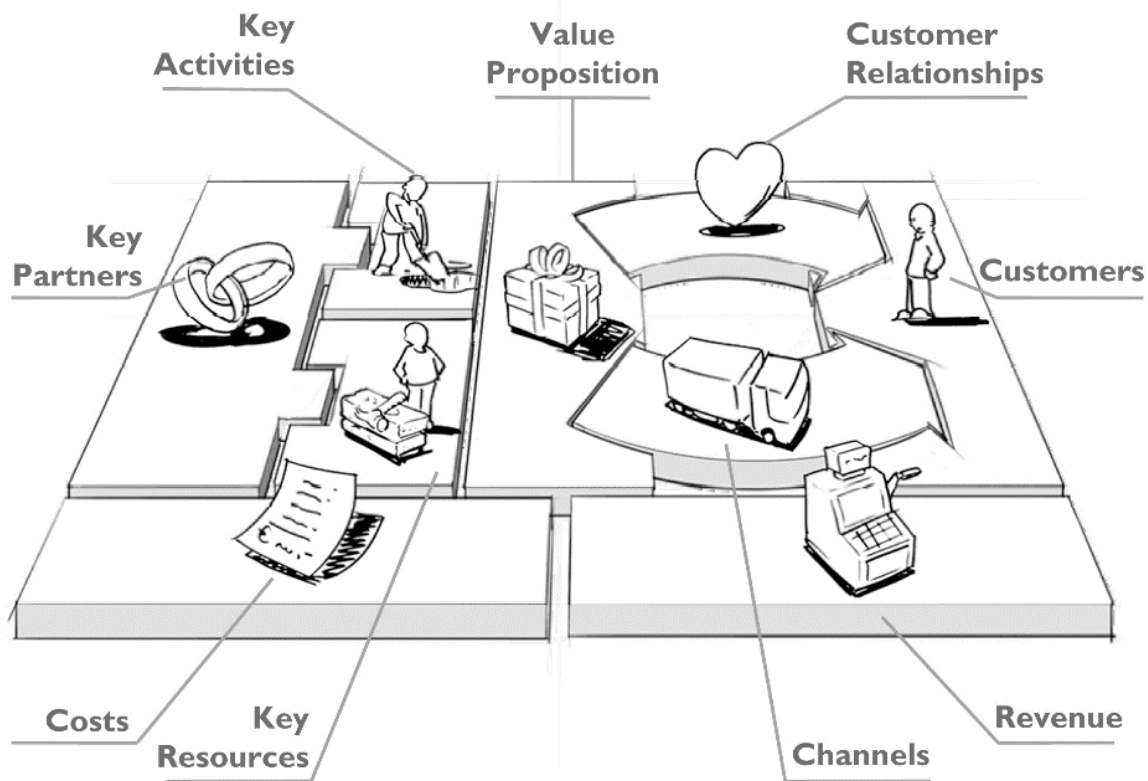 Key
Activities
Value
Proposition
Customer
Relationships
Key
Partners
Customers
Costs
Key
Resources
Channels
Revenue